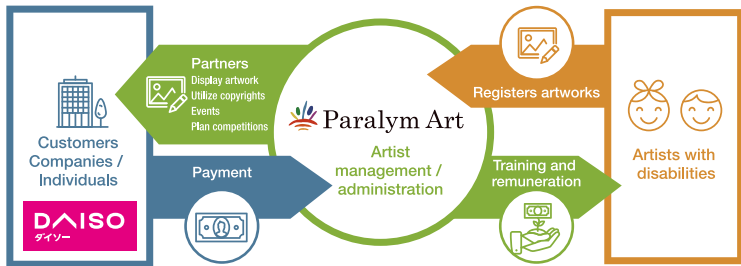 Customers
Companies /
Individuals
DAISO
ダイソー
Partners
Display artwork
Utilize copyrights
Events
Plan competitions
Payment
Paralym Art
Artist
management /
administration
Registers artworks
Training and
remuneration
Artists with
disabilities